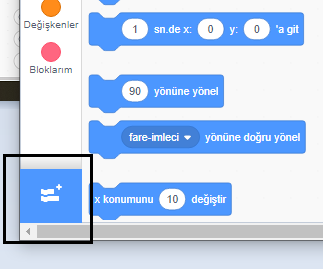 Değişkenler
Bloklarım
1 sn.de x: 0 y: 0 'a git
90 yönüne yönel
fare-imleci yönüne doğru yönel
x konumunu 10 değiştir